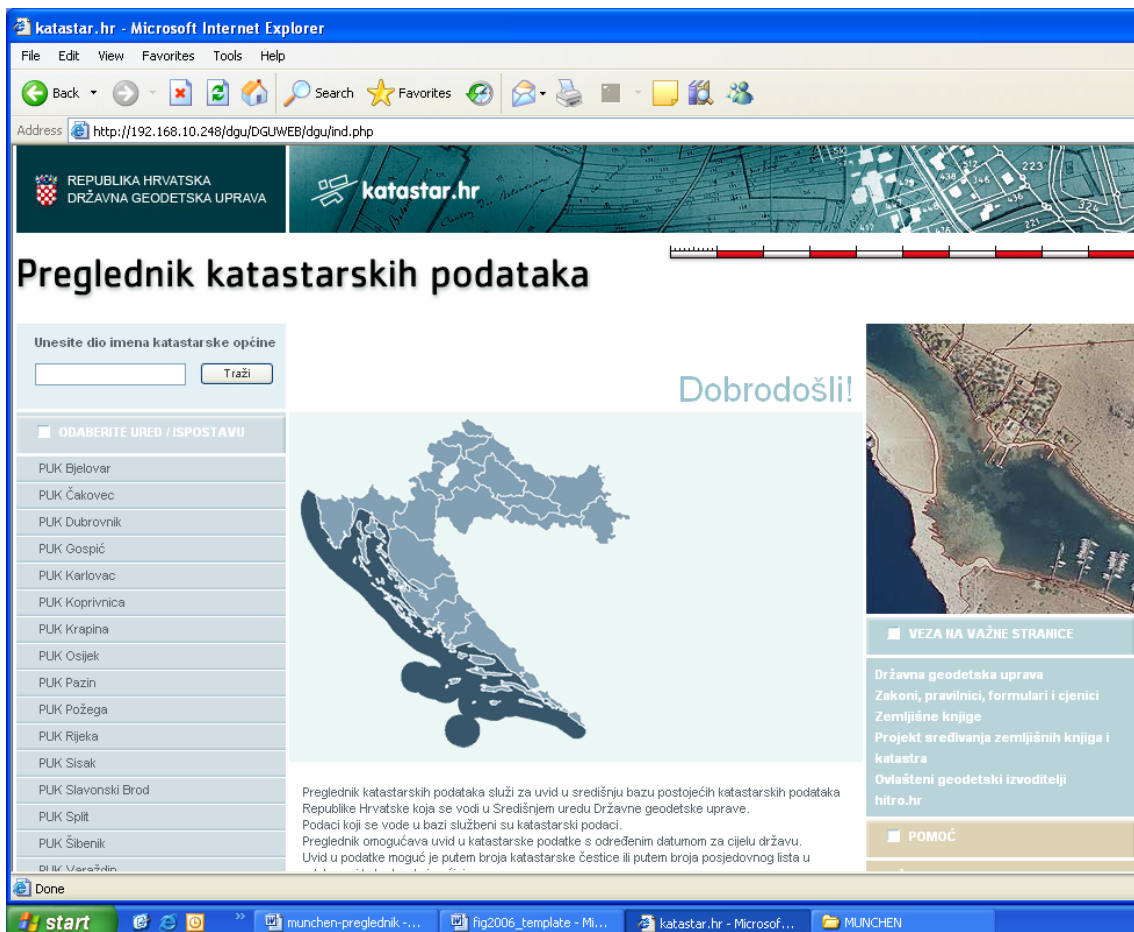 katastar.hr - Microsoft Internet Explorer
File Edit View Favorites Tools Help
Back Search Favorites
Address http://192.168.10.248/dgu/DGUWEB/dgu/ind.php
REPUBLIKA HRVATSKA
DRŽAVNA GEODETSKA UPRAVA
katastar.hr
Preglednik katastarskih podataka
Unesite dio imena katastarske općine
Traži
Dobrodošli!
ODABERITE URED / ISPOSTAVU
PUK Bjelovar
PUK Čakovec
PUK Dubrovnik
PUK Gospić
PUK Karlovac
PUK Koprivnica
PUK Krapina
PUK Osijek
PUK Pazin
PUK Požega
PUK Rijeka
PUK Sisak
PUK Slavonski Brod
PUK Split
PUK Šibenik
PUK Varaždin
Preglednik katastarskih podataka služi za uvid u središnju bazu postojećih katastarskih podataka
Republike Hrvatske koja se vodi u Središnjem uredu Državne geodetske uprave.
Podaci koji se vode u bazi službeni su katastarski podaci.
Preglednik omogućava uvid u katastarske podatke s određenim datumom za cijelu državu.
Uvid u podatke moguć je putem broja katastarske čestice ili putem broja posjedovnog lista u
VEZA NA VAŽNE STRANICE
Državna geodetska uprava
Zakoni, pravilnici, formulari i cjenici
Zemljišne knjige
Projekt sređivanja zemljišnih knjiga i
katastra
Ovlašteni geodetski izvoditelji
hitro.hr
POMOĆ
Done
start munchen-preglednik -... fig2006_template - Mi... katastar.hr - Microsof... MUNCHEN